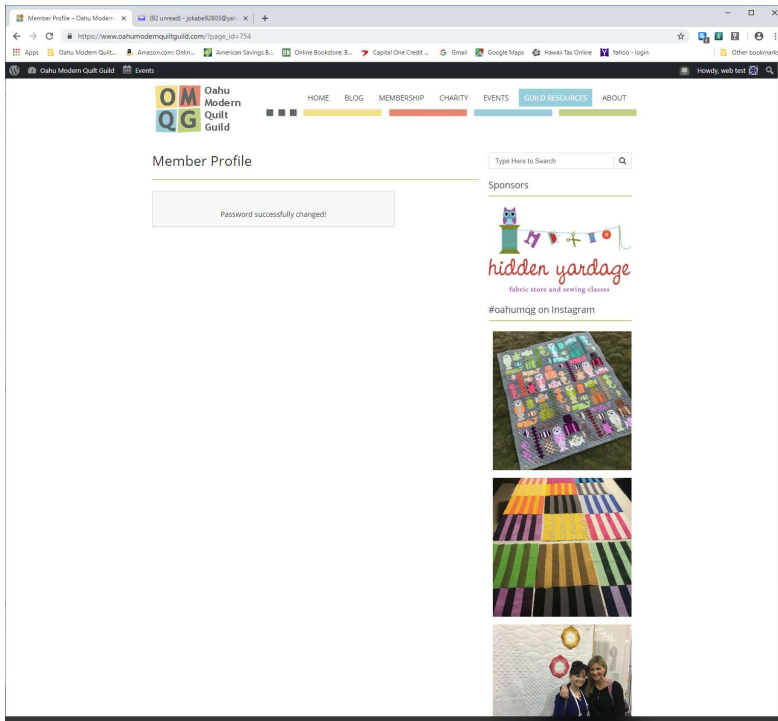 Member Profile – Oahu Modern
(92 unread) - jokabe92803@yaho
https://www.oahumodernquiltguild.com/?page_id=754
Apps
Oahu Modern Quilt...
Amazon.com: Onlin...
American Savings B...
Online Bookstore: B...
Capital One Credit ...
Gmail
Google Maps
Hawaii Tax Online
Yahoo - login
Other bookmarks
Oahu Modern Quilt Guild
Events
Howdy, web test
OM
QG
Oahu
Modern
Quilt
Guild
HOME
BLOG
MEMBERSHIP
CHARITY
EVENTS
GUILD RESOURCES
ABOUT
Member Profile
Password successfully changed!
Type Here to Search
Sponsors
hidden yardage
fabric store and sewing classes
#oahumqg on Instagram